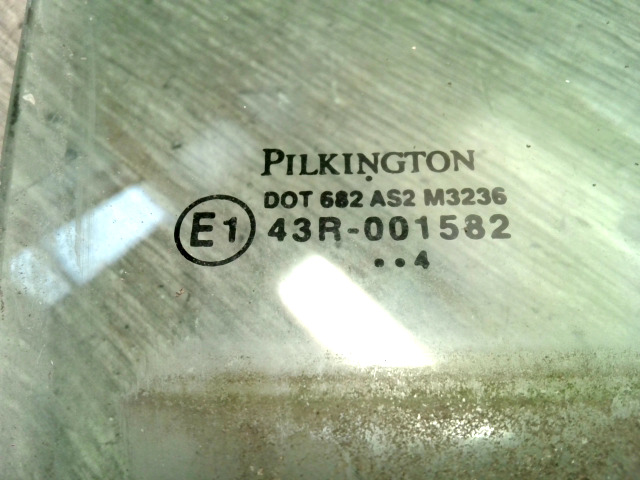 PILKINGTON
DOT 682 AS2 M3236
E1 43R-001582
..4